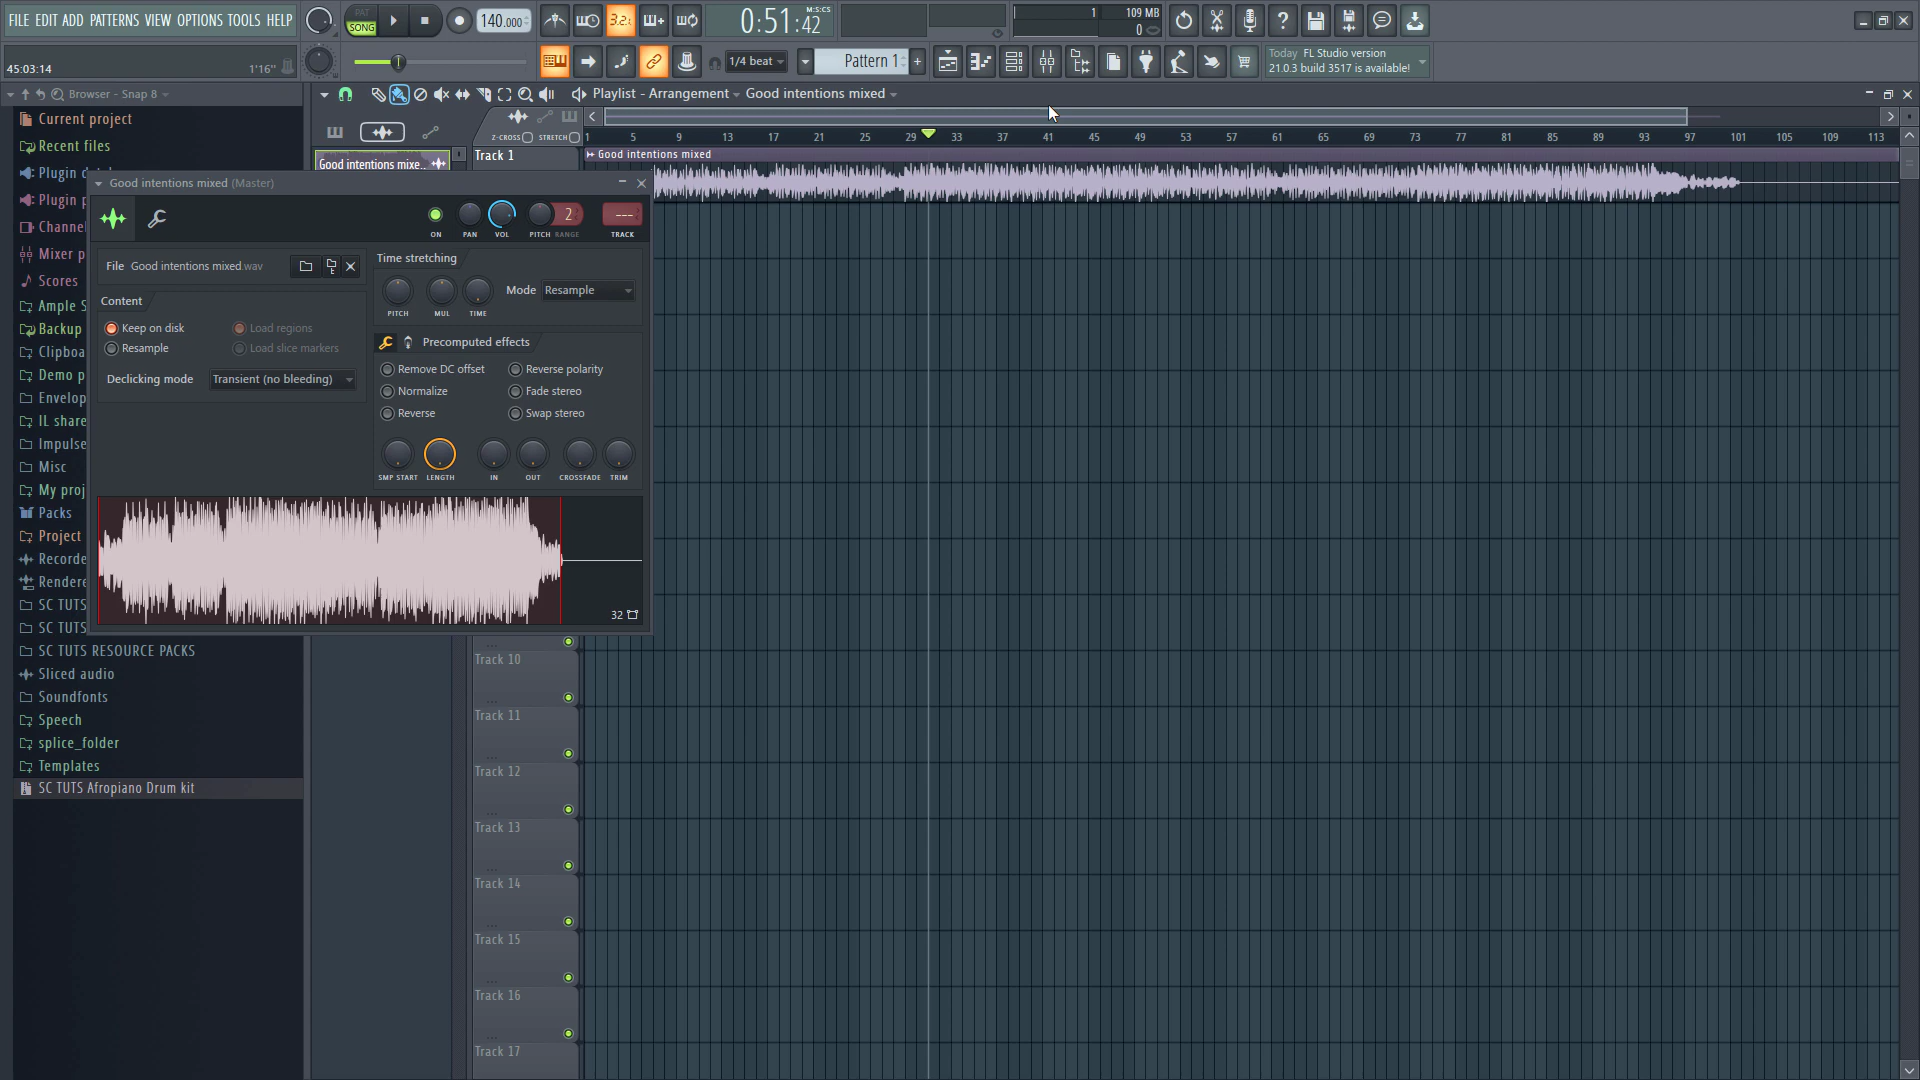 FILE EDIT ADD PATTERNS VIEW OPTIONS TOOLS HELP
PAT
SONG
140.000
3.2.
0:51:42
M:S:CS
1
109 MB
0
45:03:14
1'16"
1/4 beat
Pattern 1
+
Today FL Studio version
21.0.3 build 3517 is available!
Browser - Snap 8
Playlist - Arrangement
Good intentions mixed
Z-CROSS
STRETCH
1 5 9 13 17 21 25 29 33 37 41 45 49 53 57 61 65 69 73 77 81 85 89 93 97 101 105 109 113
Current project
Recent files
Plugin d
Plugin p
Channe
Mixer p
Scores
Ample S
Backup
Clipboa
Demo p
Envelop
IL share
Impulse
Misc
My proj
Packs
Project
Recorde
Rendere
SC TUTS
SC TUTS
SC TUTS RESOURCE PACKS
Sliced audio
Soundfonts
Speech
splice_folder
Templates
SC TUTS Afropiano Drum kit
Good intentions mixe..
Track 1
Good intentions mixed
Good intentions mixed (Master)
2
---
ON
PAN
VOL
PITCH RANGE
TRACK
File Good intentions mixed.wav
Time stretching
PITCH
MUL
TIME
Mode Resample
Content
Keep on disk
Load regions
Resample
Load slice markers
Declicking mode Transient (no bleeding)
Precomputed effects
Remove DC offset
Reverse polarity
Normalize
Fade stereo
Reverse
Swap stereo
SMP START
LENGTH
IN
OUT
CROSSFADE
TRIM
32
Track 10
Track 11
Track 12
Track 13
Track 14
Track 15
Track 16
Track 17